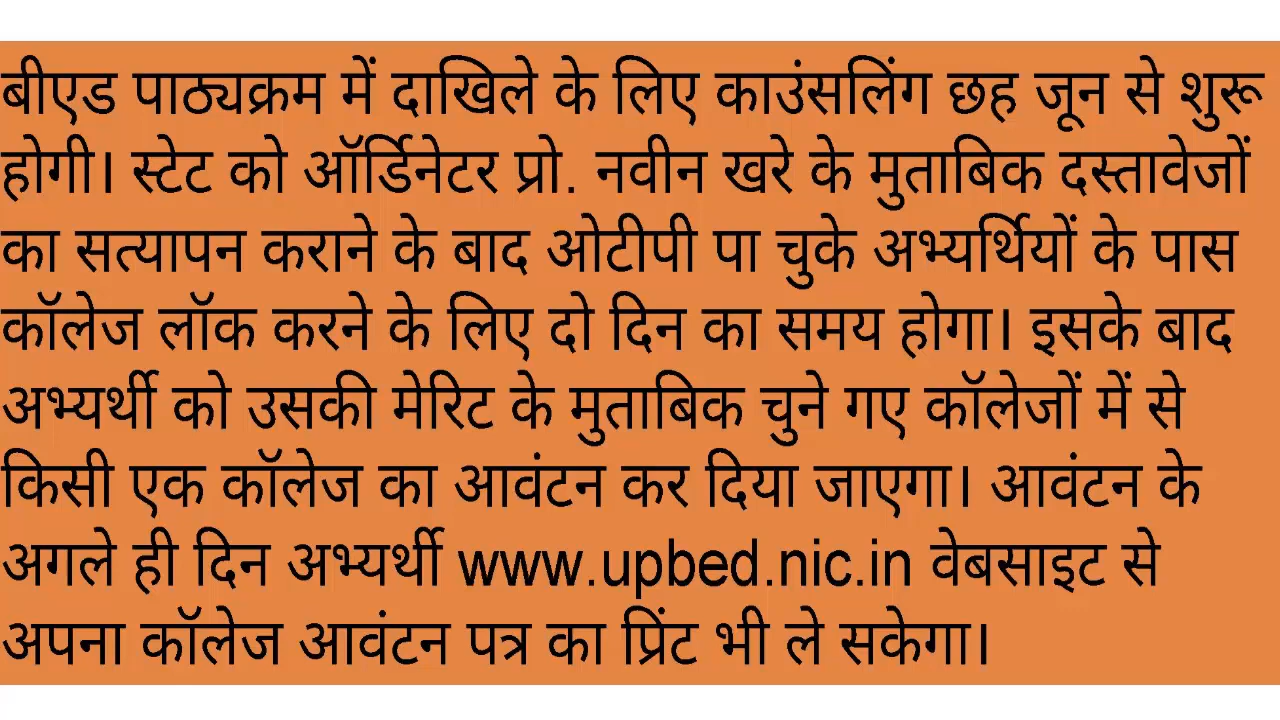 बीएड पाठ्यक्रम में दाखिले के लिए काउंसलिंग छह जून से शुरू
होगी। स्टेट को ऑर्डिनेटर प्रो. नवीन खरे के मुताबिक दस्तावेजों
का सत्यापन कराने के बाद ओटीपी पा चुके अभ्यर्थियों के पास
कॉलेज लॉक करने के लिए दो दिन का समय होगा। इसके बाद
अभ्यर्थी को उसकी मेरिट के मुताबिक चुने गए कॉलेजों में से
किसी एक कॉलेज का आवंटन कर दिया जाएगा। आवंटन के
अगले ही दिन अभ्यर्थी www.upbed.nic.in वेबसाइट से
अपना कॉलेज आवंटन पत्र का प्रिंट भी ले सकेगा।